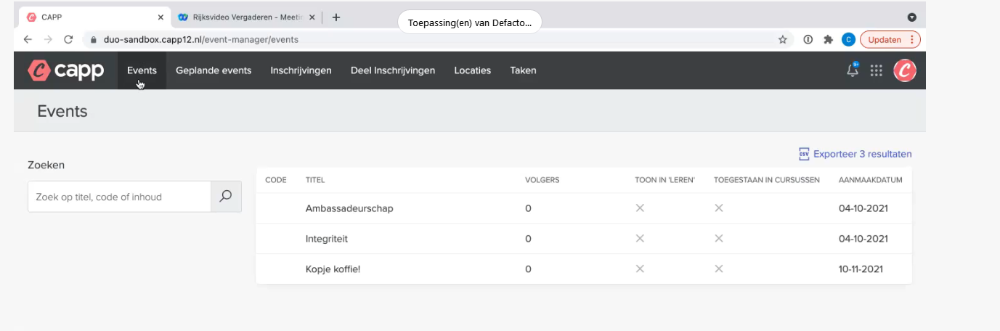 CAPP
Rijksvideo Vergaderen - Meetin
Toepassing(en) van Defacto...
duo-sandbox.capp12.nl/event-manager/events
C
Updaten
capp
Events
Geplande events
Inschrijvingen
Deel Inschrijvingen
Locaties
Taken
9+
Events
CSV Exporteer 3 resultaten
Zoeken
Zoek op titel, code of inhoud
CODE TITEL VOLGERS TOON IN 'LEREN' TOEGESTAAN IN CURSUSSEN AANMAAKDATUM
Ambassadeurschap 0 04-10-2021
Integriteit 0 04-10-2021
Kopje koffie! 0 10-11-2021